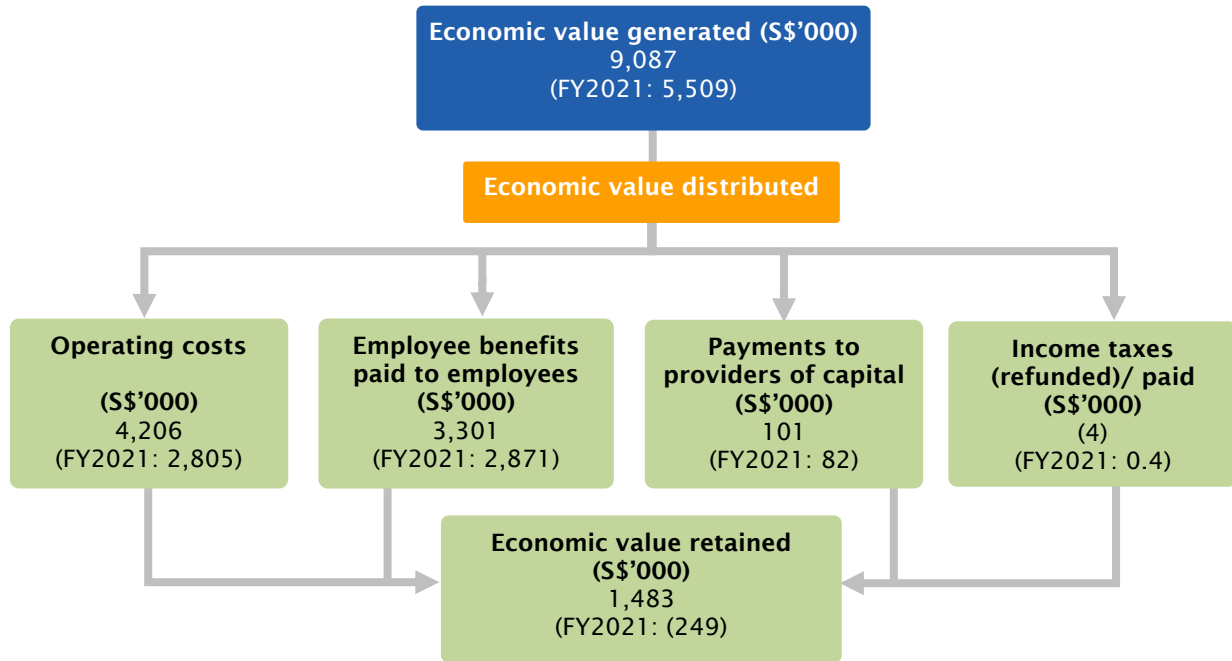 Economic value generated (S$’000)
9,087
(FY2021: 5,509)
Economic value distributed
Operating costs
(S$’000)
4,206
(FY2021: 2,805)
Employee benefits
paid to employees
(S$’000)
3,301
(FY2021: 2,871)
Payments to
providers of capital
(S$’000)
101
(FY2021: 82)
Income taxes
(refunded)/ paid
(S$’000)
(4)
(FY2021: 0.4)
Economic value retained
(S$’000)
1,483
(FY2021: (249)